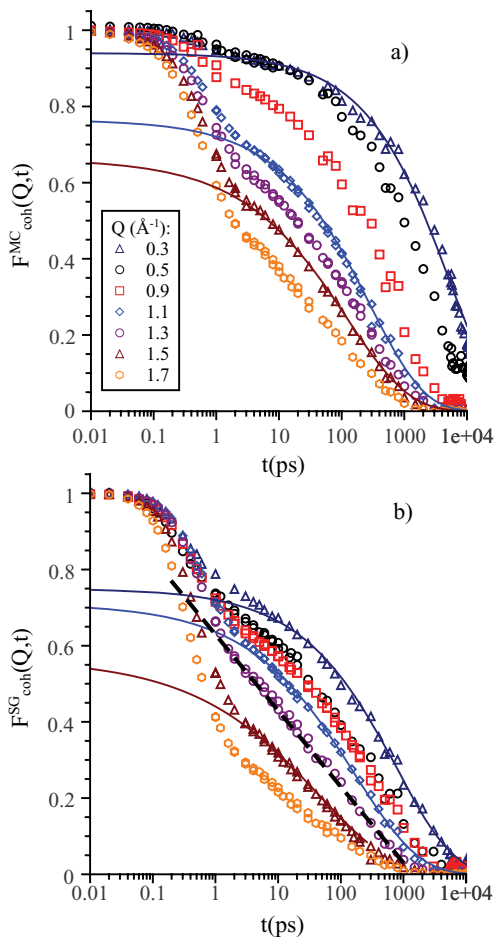 a)
1
0.8
0.6
0.4
0.2
0
F^MC_coh(Q,t)
Q (Å⁻¹):
0.3
0.5
0.9
1.1
1.3
1.5
1.7
0.01 0.1 1 10 100 1000 1e+04
t(ps)
b)
1
0.8
0.6
0.4
0.2
0
F^SG_coh(Q,t)
0.01 0.1 1 10 100 1000 1e+04
t(ps)